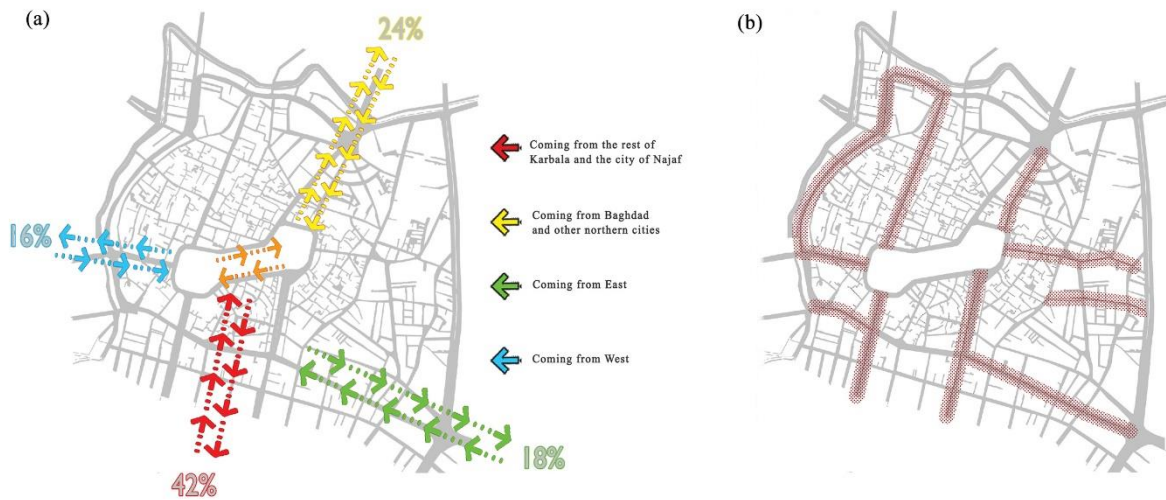 (a)
24%
16%
42%
18%
Coming from the rest of
Karbala and the city of Najaf
Coming from Baghdad
and other northern cities
Coming from East
Coming from West
(b)